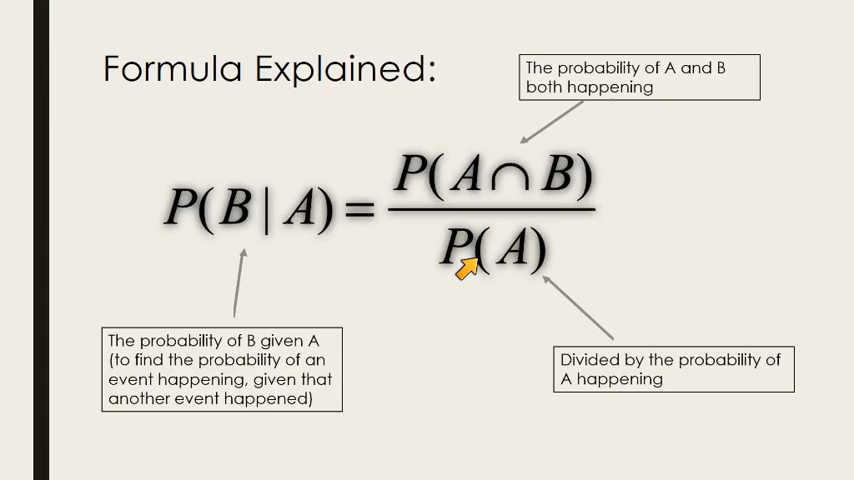 Formula Explained:
The probability of A and B
both happening
P(B | A) = P(A ∩ B)
P(A)
The probability of B given A
(to find the probability of an
event happening, given that
another event happened)
Divided by the probability of
A happening